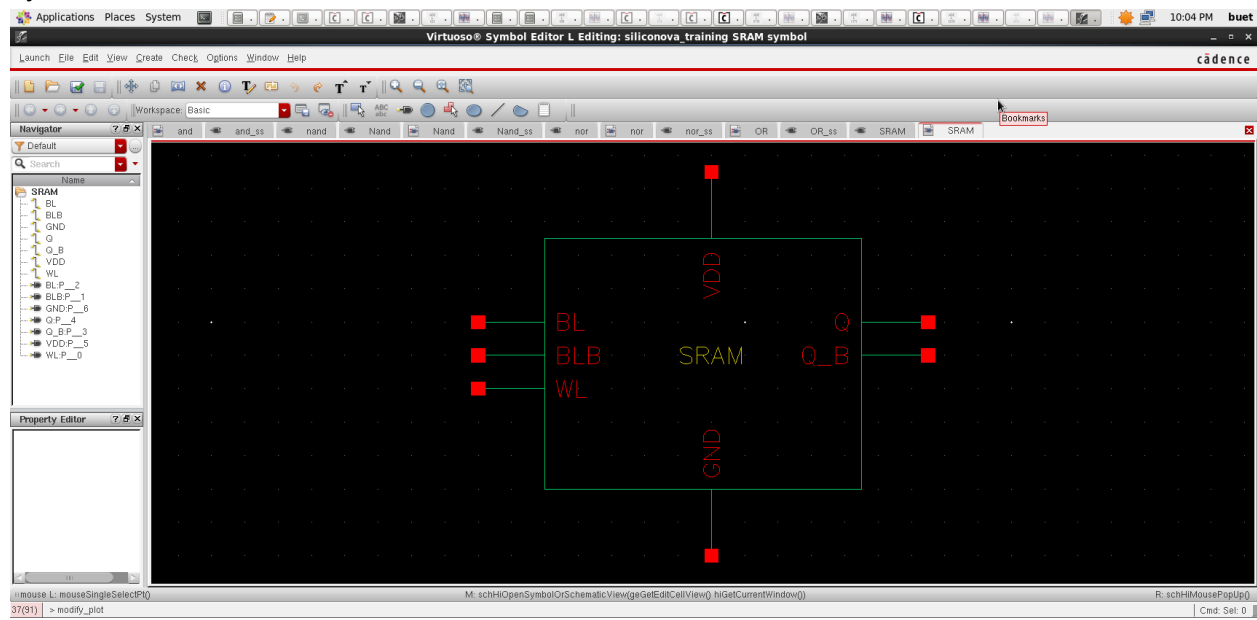 Applications Places System 10:04 PM buet
Virtuoso® Symbol Editor L Editing: siliconova_training SRAM symbol
Launch File Edit View Create Check Options Window Help cādence
Workspace: Basic
Bookmarks
Navigator
and and_ss nand Nand Nand Nand_ss nor nor nor_ss OR OR_ss SRAM SRAM
Default
Search
Name
SRAM
BL
BLB
GND
Q
Q_B
VDD
WL
BL:P__2
BLB:P__1
GND:P__6
Q:P__4
Q_B:P__3
VDD:P__5
WL:P__0
Property Editor
VDD
BL Q
BLB SRAM Q_B
WL
GND
mouse L: mouseSingleSelectPt() M: schHiOpenSymbolOrSchematicView(geGetEditCellView() hiGetCurrentWindow()) R: schHiMousePopUp()
37(91) > modify_plot Cmd: Sel: 0